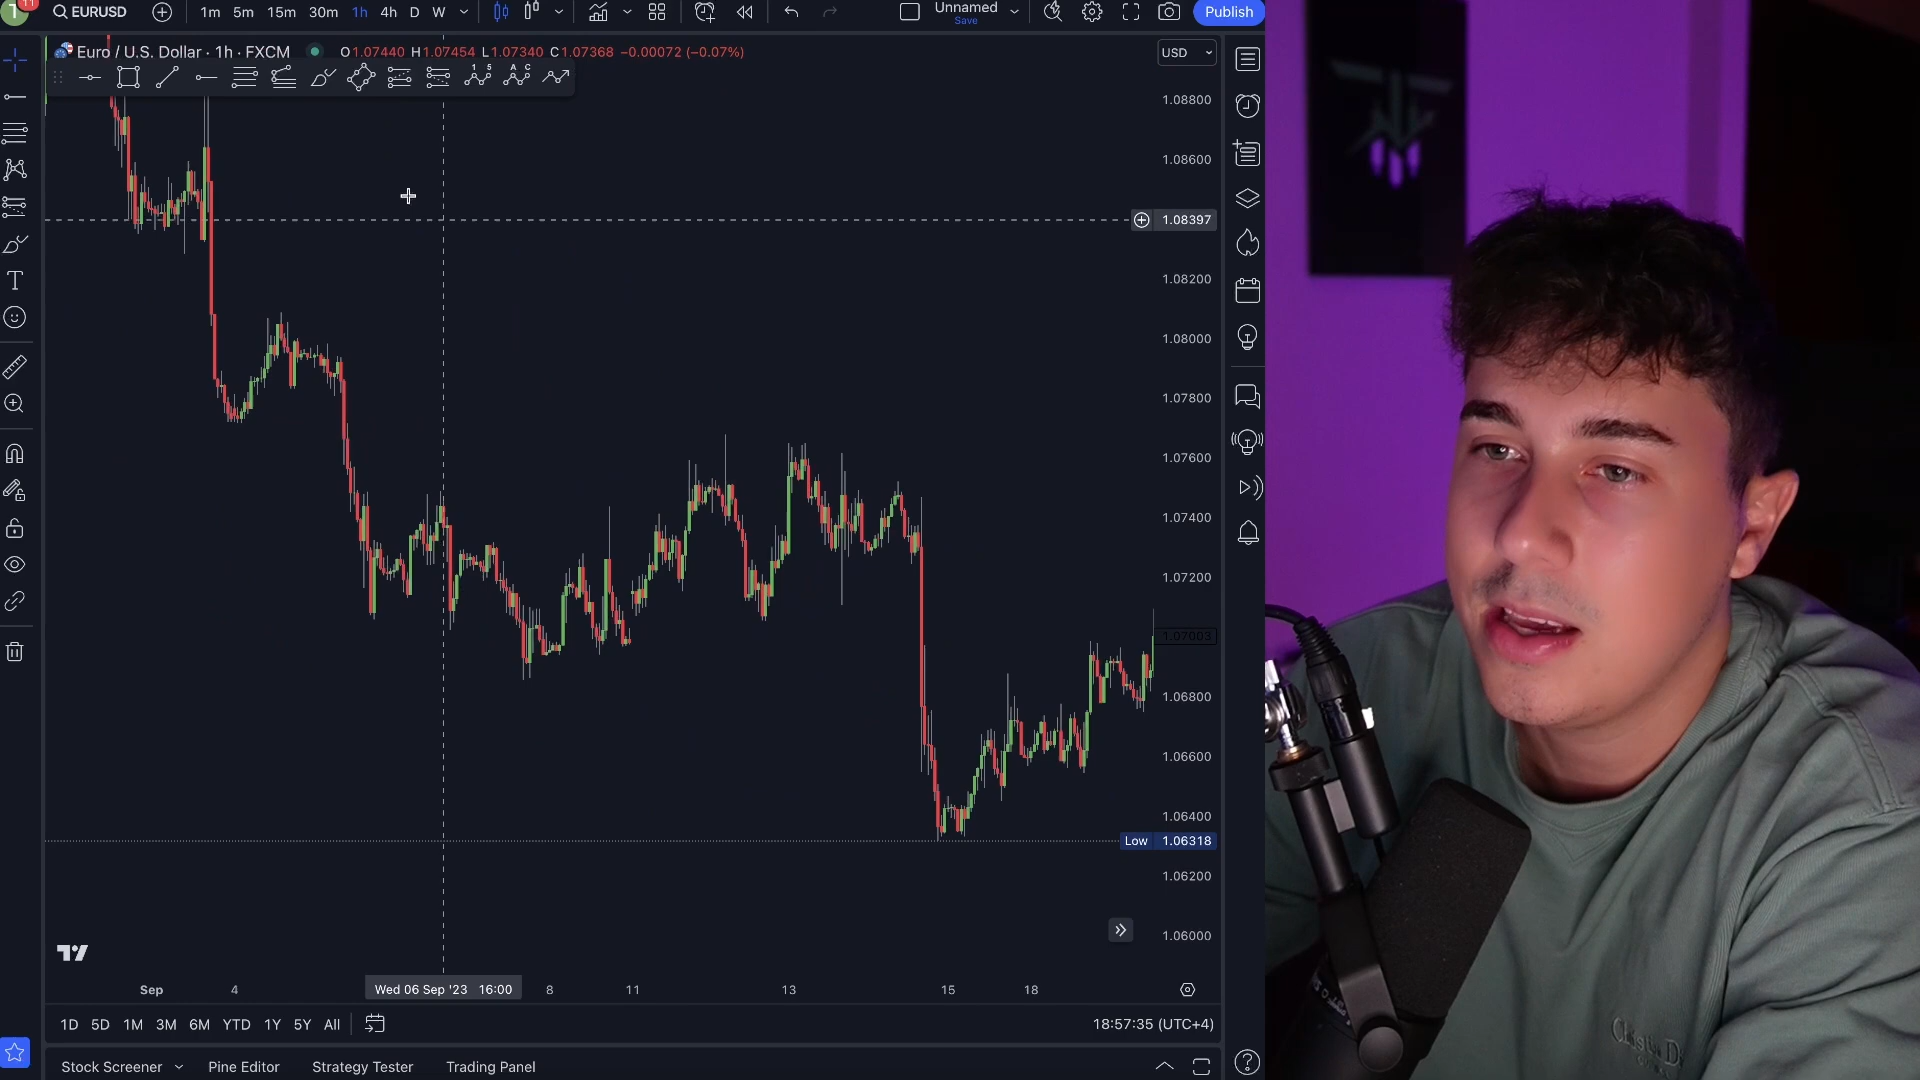 11
EURUSD
1m 5m 15m 30m 1h 4h D W
Unnamed
Save
Publish
Euro / U.S. Dollar · 1h · FXCM
O1.07440 H1.07454 L1.07340 C1.07368 −0.00072 (−0.07%)
USD
1.08800
1.08600
1.08397
1.08200
1.08000
1.07800
1.07600
1.07400
1.07200
1.07003
1.06800
1.06600
1.06400
Low 1.06318
1.06200
1.06000
Sep 4 Wed 06 Sep '23 16:00 8 11 13 15 18
1D 5D 1M 3M 6M YTD 1Y 5Y All
18:57:35 (UTC+4)
Stock Screener Pine Editor Strategy Tester Trading Panel